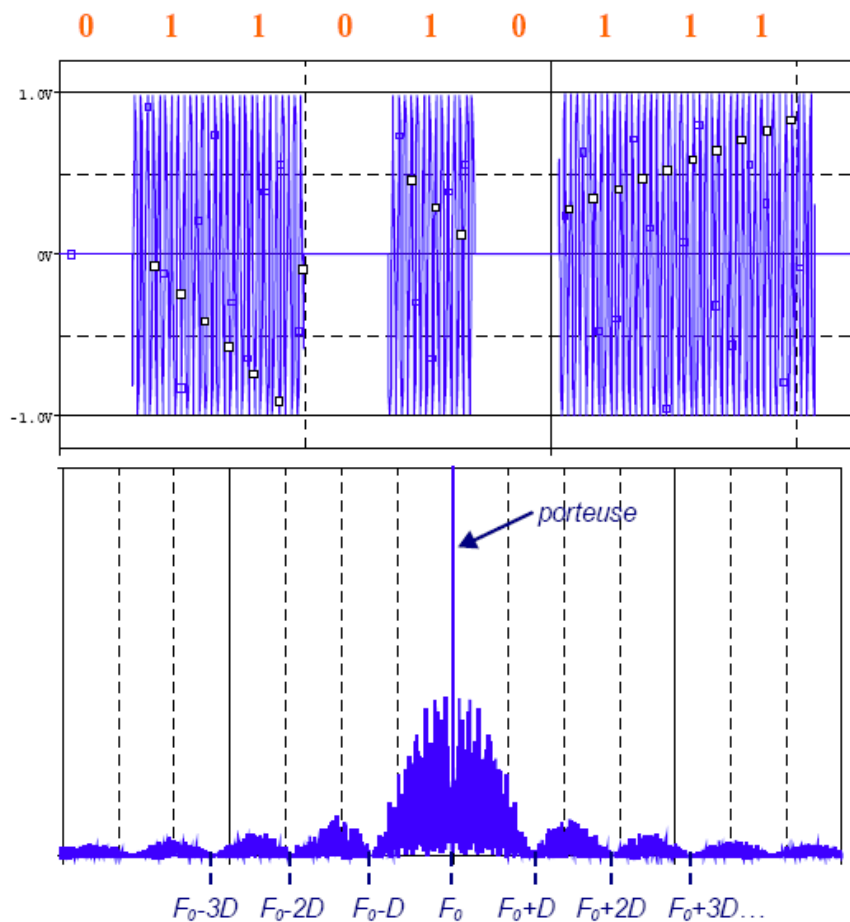 0 1 1 0 1 0 1 1 1
1.0V
0V
-1.0V
porteuse
F₀-3D F₀-2D F₀-D F₀ F₀+D F₀+2D F₀+3D...